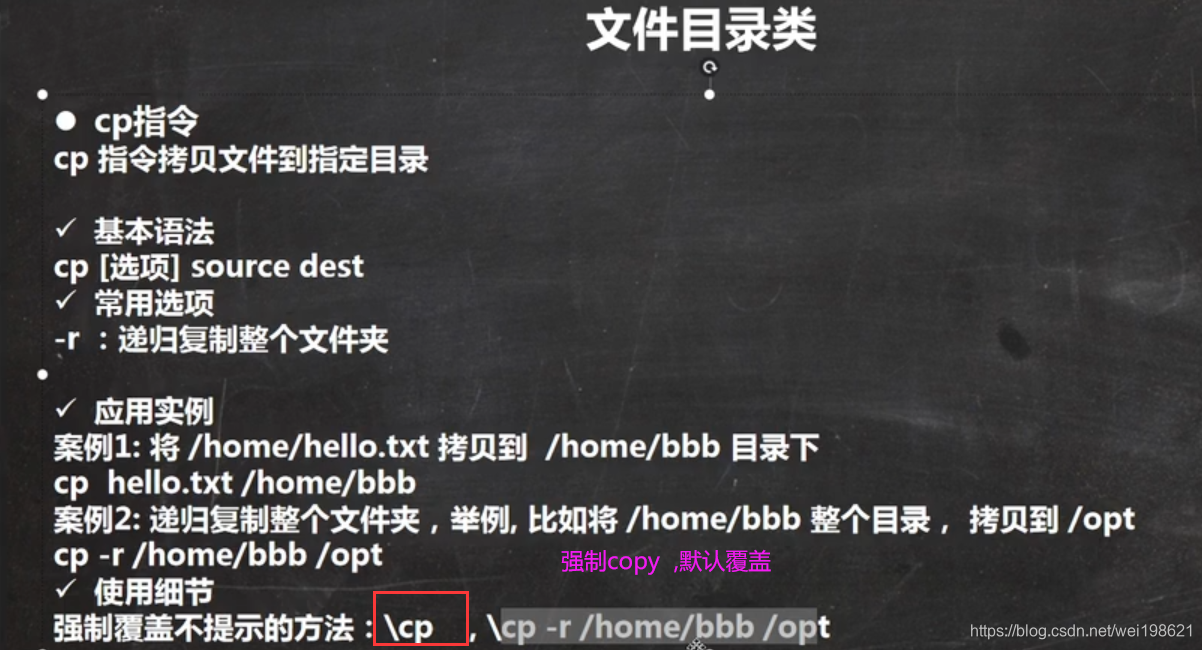 文件目录类
cp指令
cp 指令拷贝文件到指定目录
✓ 基本语法
cp [选项] source dest
✓ 常用选项
-r ：递归复制整个文件夹
✓ 应用实例
案例1: 将 /home/hello.txt 拷贝到 /home/bbb 目录下
cp hello.txt /home/bbb
案例2: 递归复制整个文件夹，举例, 比如将 /home/bbb 整个目录， 拷贝到 /opt
cp -r /home/bbb /opt
强制copy ,默认覆盖
✓ 使用细节
强制覆盖不提示的方法：\cp , \cp -r /home/bbb /opt
https://blog.csdn.net/wei198621